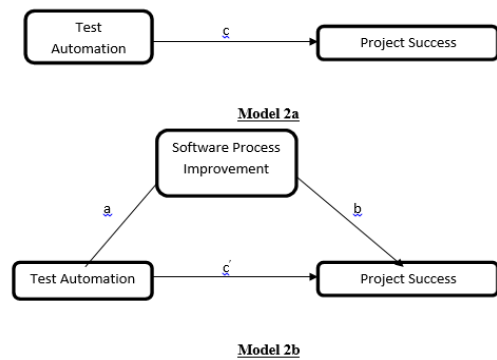 Test
Automation
c
Project Success
Model 2a
Software Process
Improvement
a
b
Test Automation
c′
Project Success
Model 2b